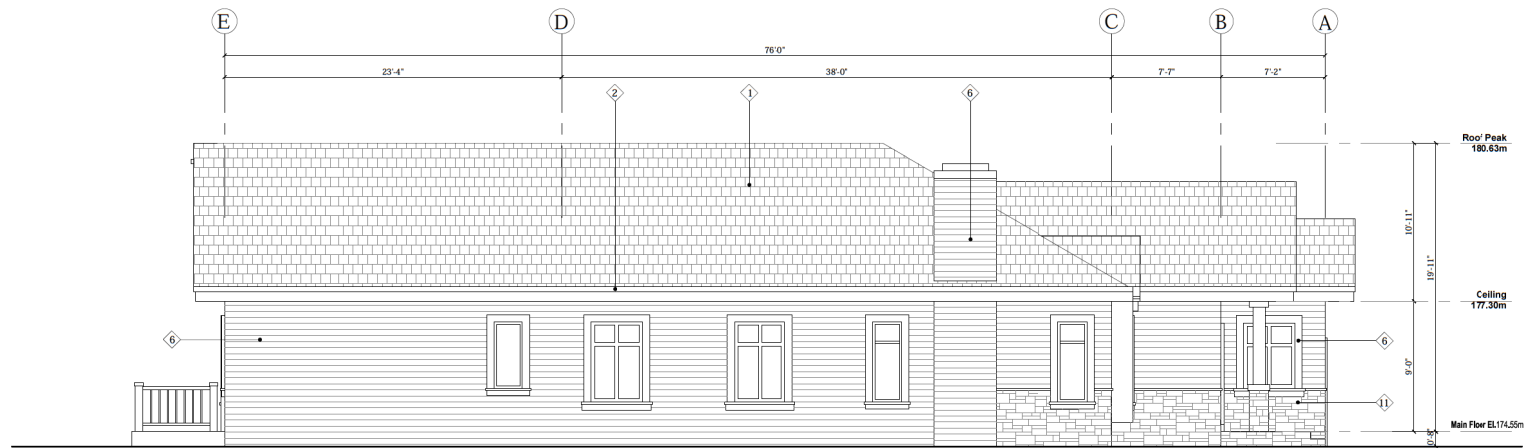 E D C B A
76'0"
23'-4" 38'-0" 7'-7" 7'-2"
2 1 6
Roof Peak
180.63m
10'-11"
19'-11"
Ceiling
177.30m
6 6
9'-0"
11
Main Floor El.174.55m
0'-8"